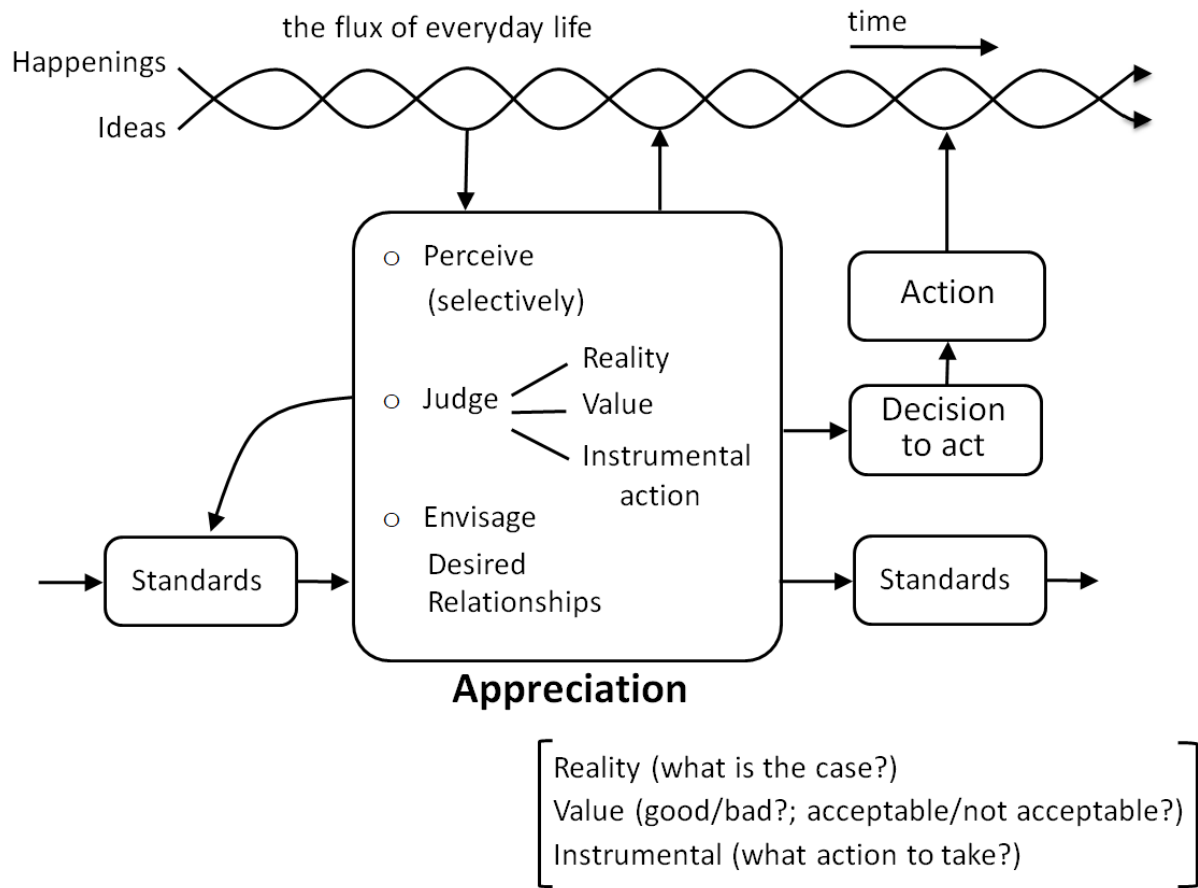 the flux of everyday life
time
Happenings
Ideas
○ Perceive
(selectively)
Action
Reality
○ Judge
Value
Decision
to act
Instrumental
action
○ Envisage
Desired
Relationships
Standards
Standards
Appreciation
Reality (what is the case?)
Value (good/bad?; acceptable/not acceptable?)
Instrumental (what action to take?)